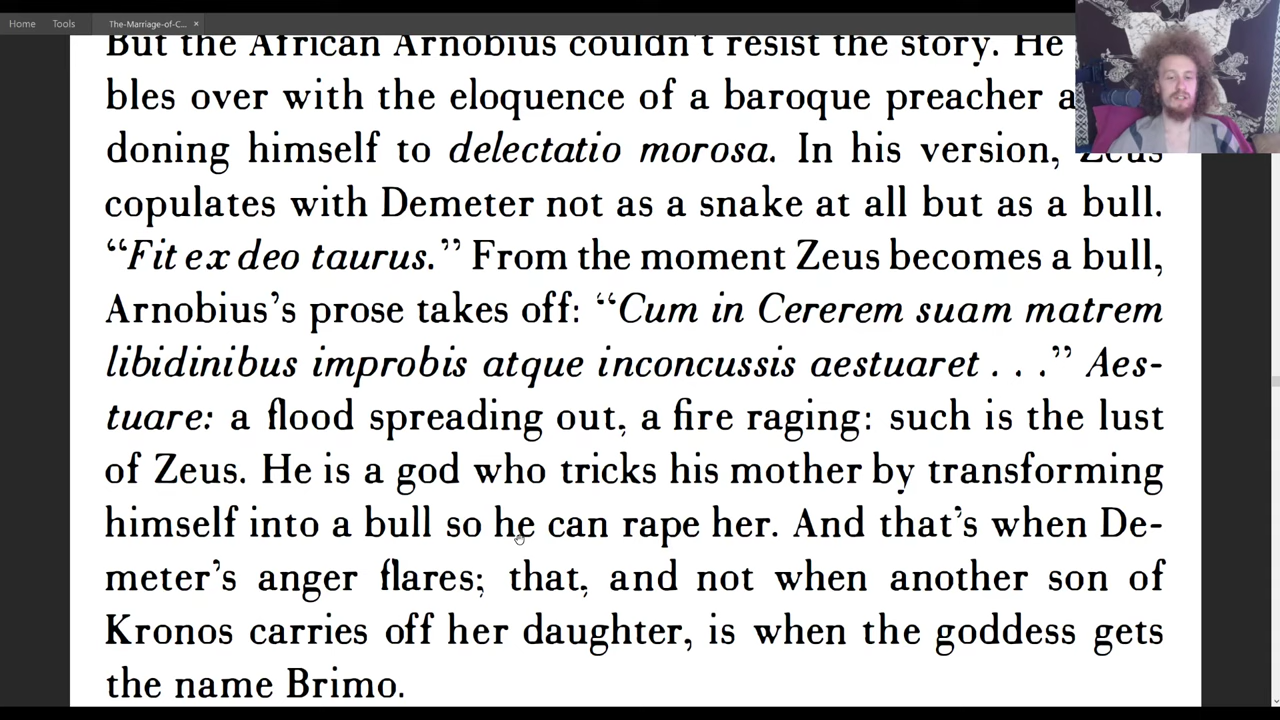 Home Tools The-Marriage-of-C... ×
But the African Arnobius couldn't resist the story. He
bles over with the eloquence of a baroque preacher a
doning himself to delectatio morosa. In his version, Zeus
copulates with Demeter not as a snake at all but as a bull.
“Fit ex deo taurus.” From the moment Zeus becomes a bull,
Arnobius’s prose takes off: “Cum in Cererem suam matrem
libidinibus improbis atque inconcussis aestuaret . . .” Aes-
tuare: a flood spreading out, a fire raging: such is the lust
of Zeus. He is a god who tricks his mother by transforming
himself into a bull so he can rape her. And that’s when De-
meter’s anger flares; that, and not when another son of
Kronos carries off her daughter, is when the goddess gets
the name Brimo.